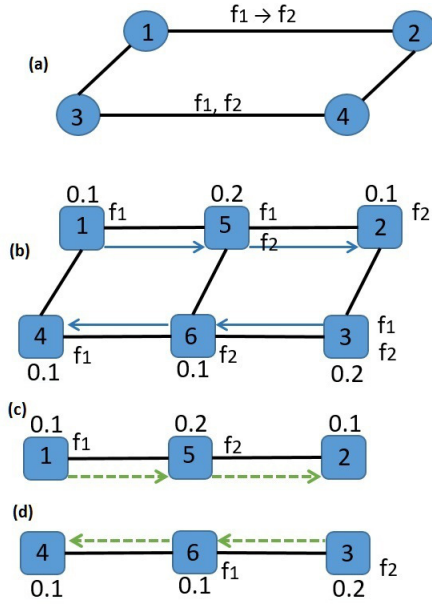 f1 → f2
1 2
(a)
3 f1, f2 4
0.1 0.2 0.1
1 f1 5 f1 2 f2
f2
(b)
4 6 3 f1
f1 f2 f2
0.1 0.1 0.2
(c)
0.1 0.2 0.1
1 f1 5 f2 2
(d)
4 6 3
f1 f2
0.1 0.1 0.2